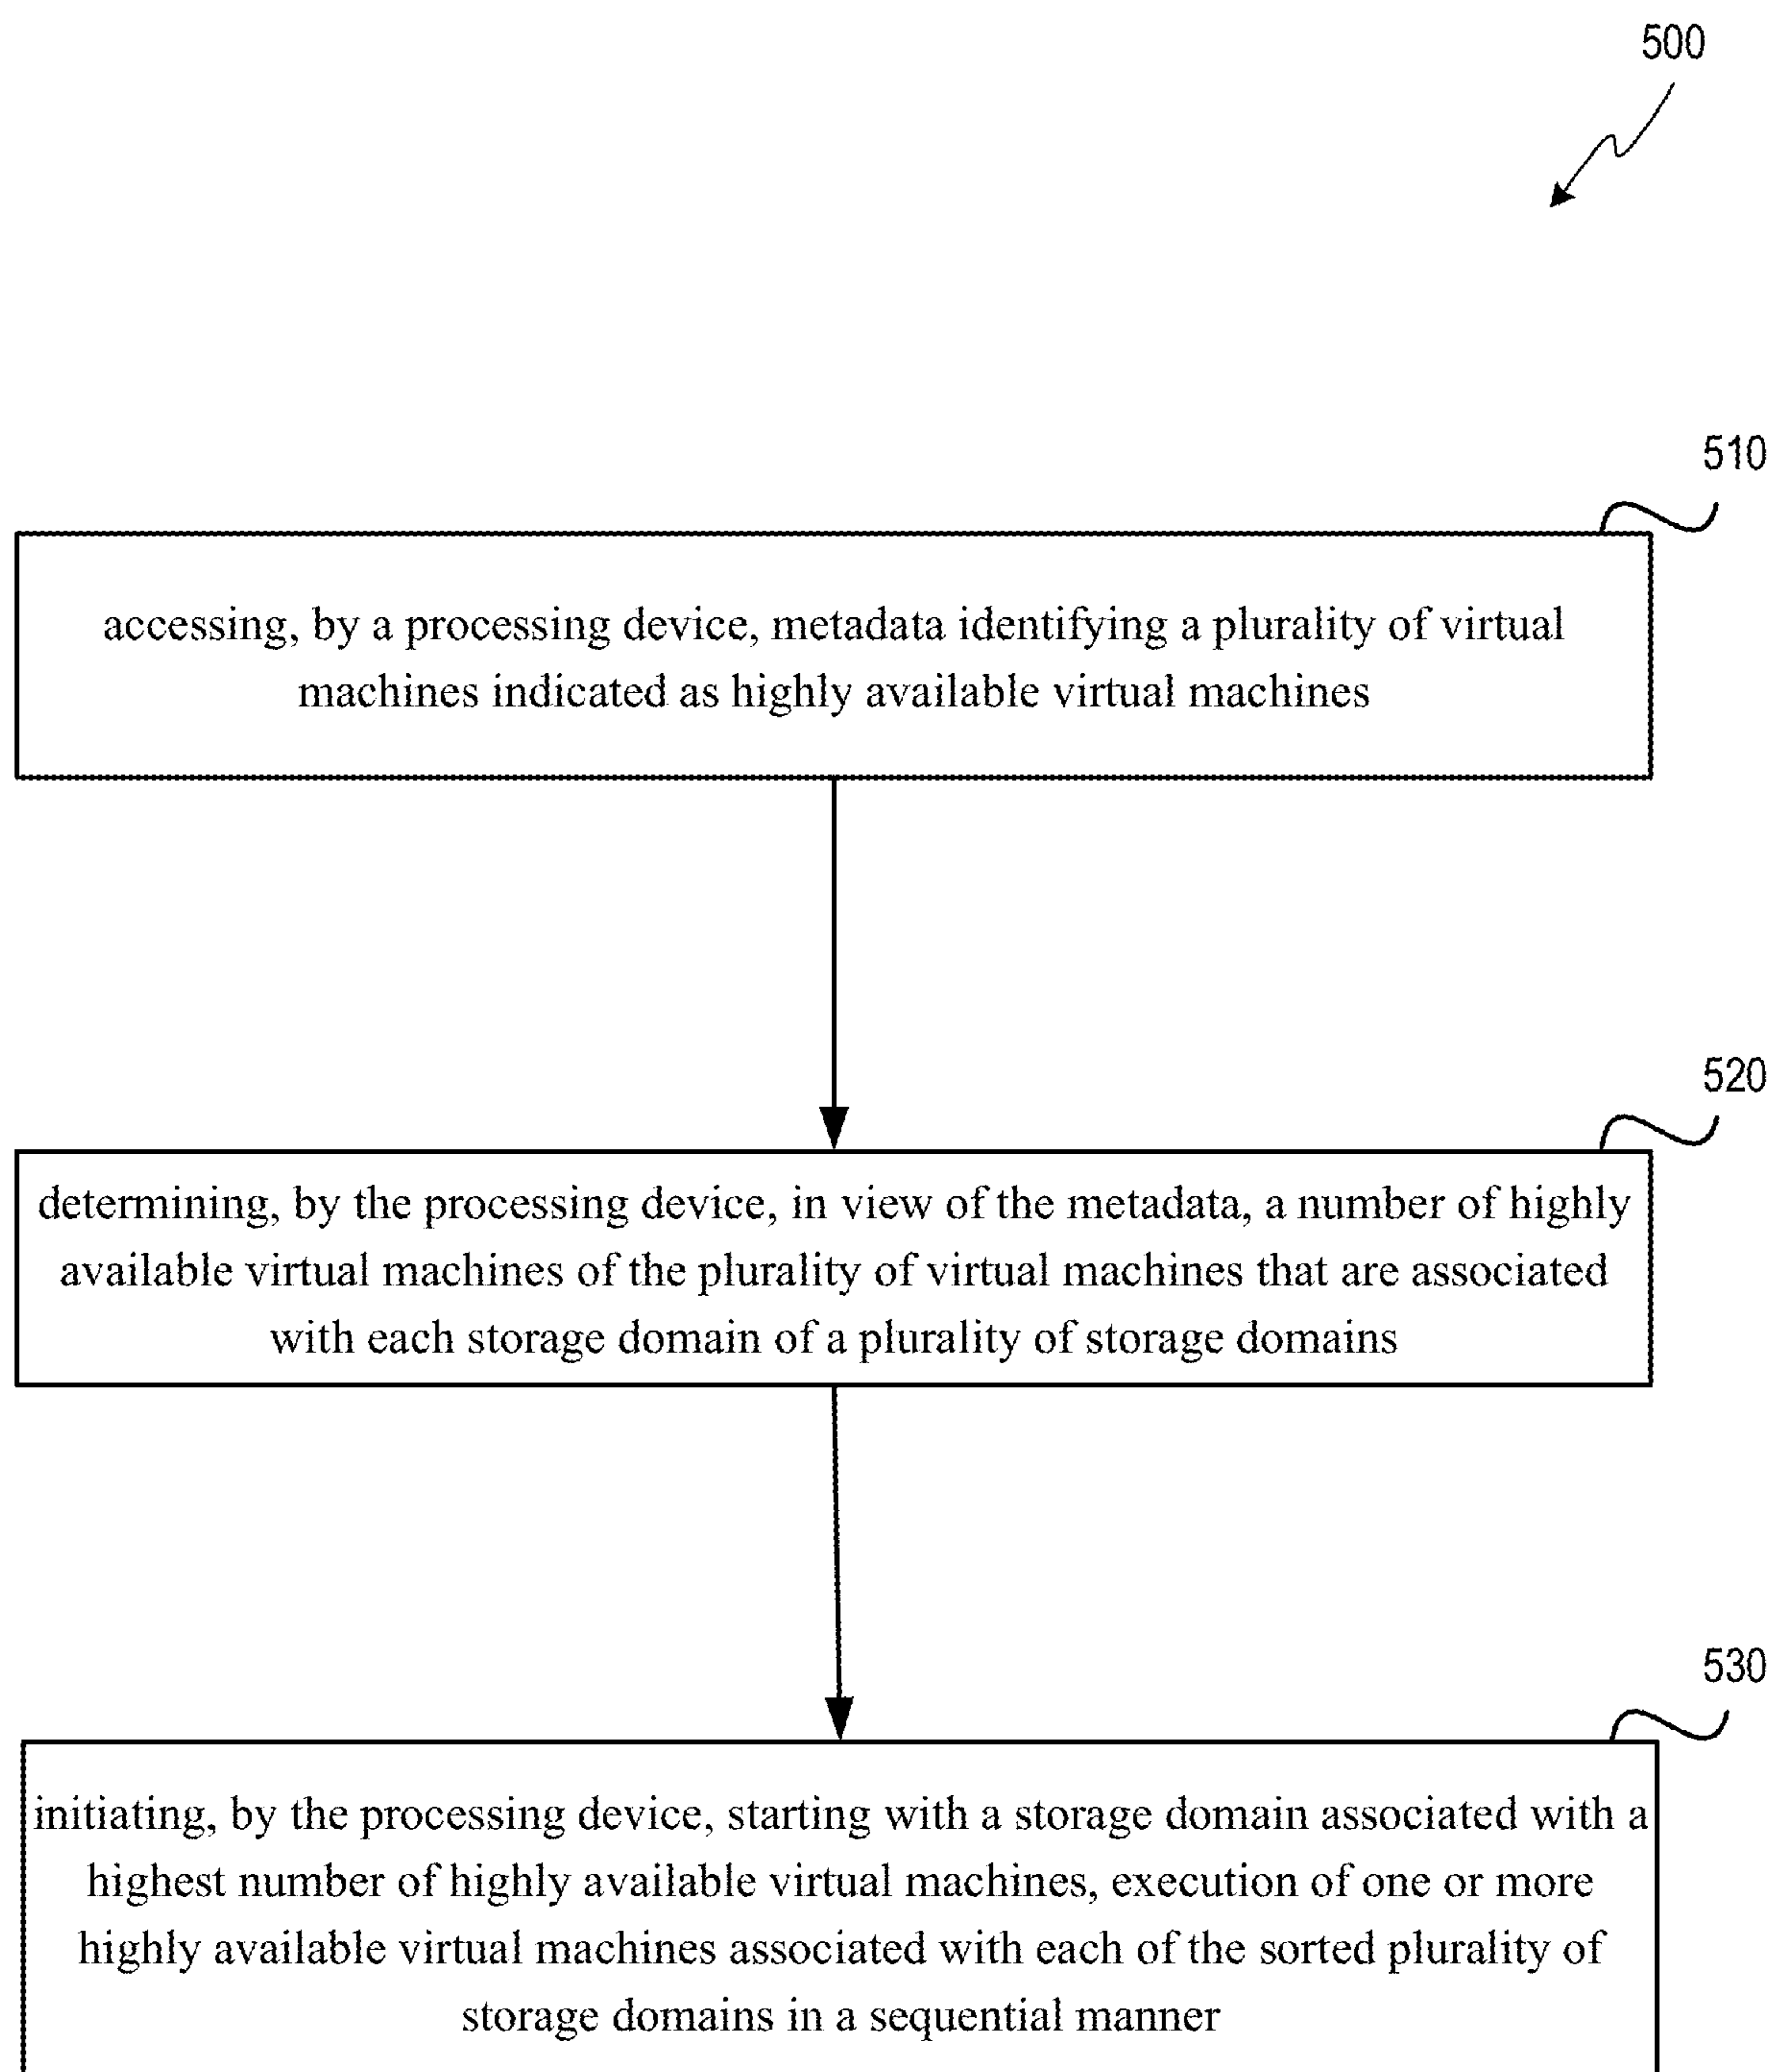 500
510
accessing, by a processing device, metadata identifying a plurality of virtual
machines indicated as highly available virtual machines
520
determining, by the processing device, in view of the metadata, a number of highly
available virtual machines of the plurality of virtual machines that are associated
with each storage domain of a plurality of storage domains
530
initiating, by the processing device, starting with a storage domain associated with a
highest number of highly available virtual machines, execution of one or more
highly available virtual machines associated with each of the sorted plurality of
storage domains in a sequential manner